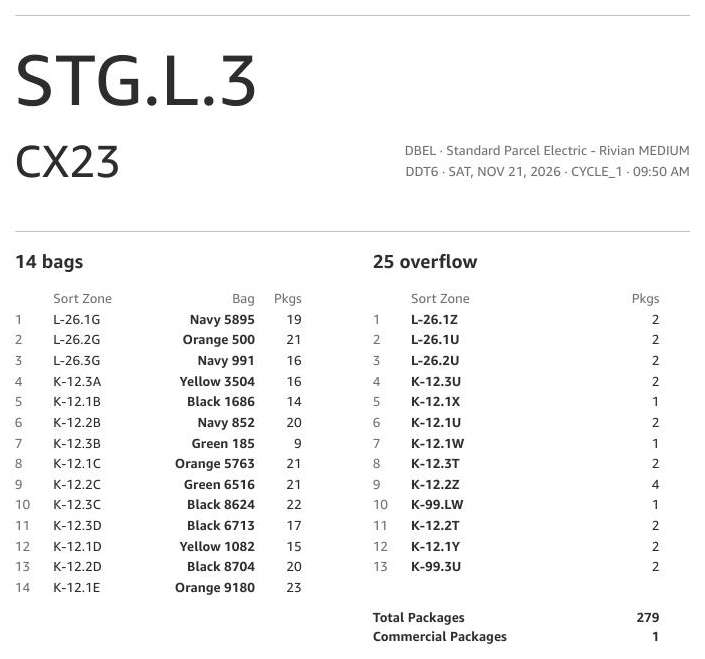 STG.L.3
CX23
DBEL · Standard Parcel Electric - Rivian MEDIUM
DDT6 · SAT, NOV 21, 2026 · CYCLE_1 · 09:50 AM
14 bags
Sort Zone Bag Pkgs
1 L-26.1G Navy 5895 19
2 L-26.2G Orange 500 21
3 L-26.3G Navy 991 16
4 K-12.3A Yellow 3504 16
5 K-12.1B Black 1686 14
6 K-12.2B Navy 852 20
7 K-12.3B Green 185 9
8 K-12.1C Orange 5763 21
9 K-12.2C Green 6516 21
10 K-12.3C Black 8624 22
11 K-12.3D Black 6713 17
12 K-12.1D Yellow 1082 15
13 K-12.2D Black 8704 20
14 K-12.1E Orange 9180 23
25 overflow
Sort Zone Pkgs
1 L-26.1Z 2
2 L-26.1U 2
3 L-26.2U 2
4 K-12.3U 2
5 K-12.1X 1
6 K-12.1U 2
7 K-12.1W 1
8 K-12.3T 2
9 K-12.2Z 4
10 K-99.LW 1
11 K-12.2T 2
12 K-12.1Y 2
13 K-99.3U 2
Total Packages 279
Commercial Packages 1